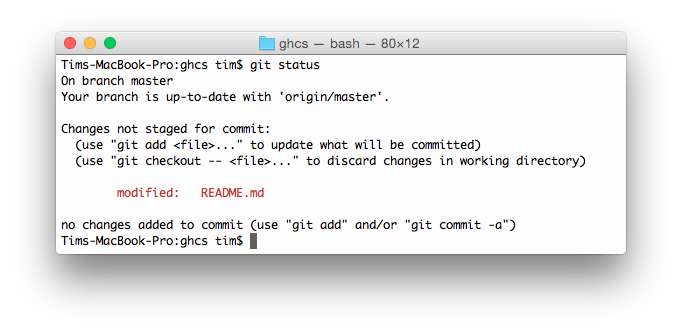 ghcs — bash — 80×12
Tims-MacBook-Pro:ghcs tim$ git status
On branch master
Your branch is up-to-date with 'origin/master'.
Changes not staged for commit:
  (use "git add <file>..." to update what will be committed)
  (use "git checkout -- <file>..." to discard changes in working directory)
        modified:   README.md
no changes added to commit (use "git add" and/or "git commit -a")
Tims-MacBook-Pro:ghcs tim$